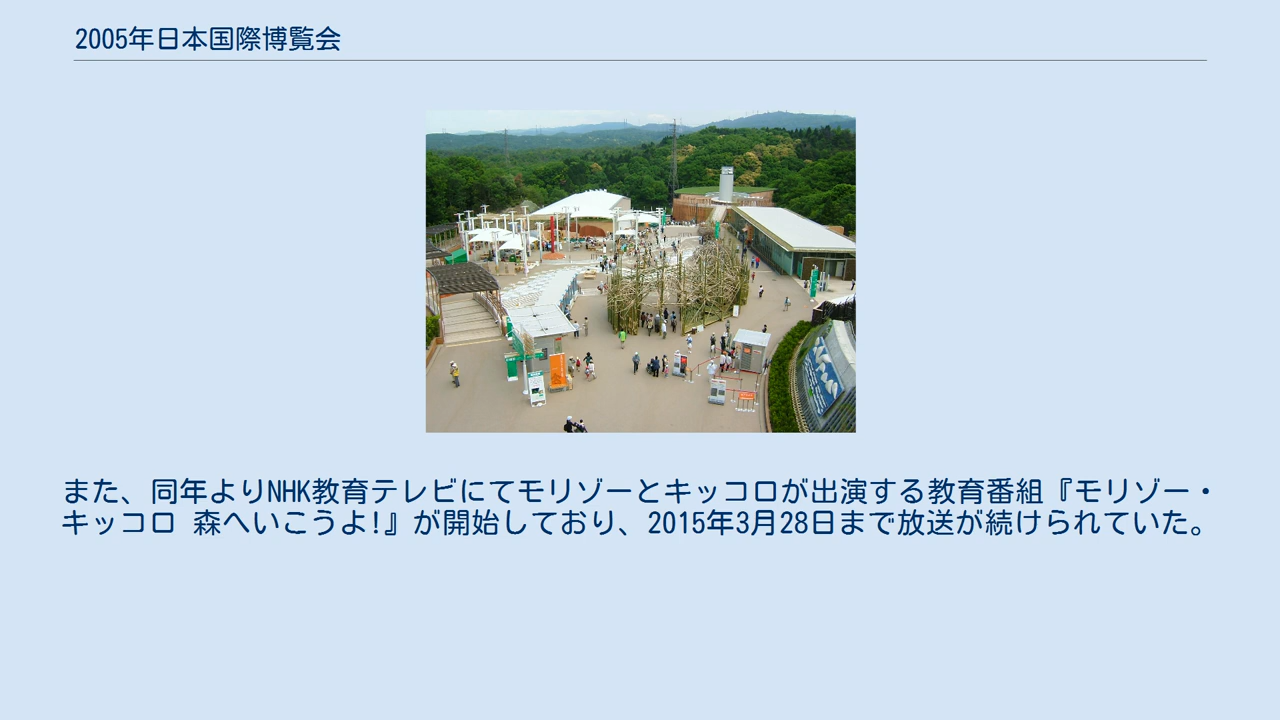 2005年日本国際博覧会
また、同年よりNHK教育テレビにてモリゾーとキッコロが出演する教育番組『モリゾー・
キッコロ 森へいこうよ!』が開始しており、2015年3月28日まで放送が続けられていた。